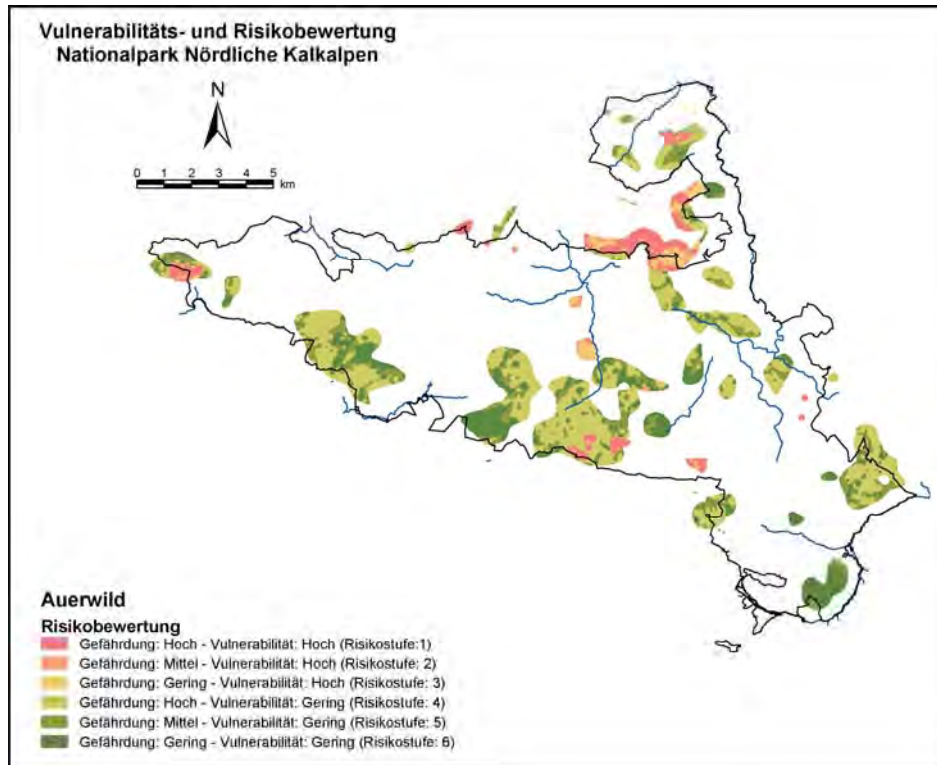 Vulnerabilitäts- und Risikobewertung
Nationalpark Nördliche Kalkalpen
N
0 1 2 3 4 5
km
Auerwild
Risikobewertung
Gefährdung: Hoch - Vulnerabilität: Hoch (Risikostufe:1)
Gefährdung: Mittel - Vulnerabilität: Hoch (Risikostufe: 2)
Gefährdung: Gering - Vulnerabilität: Hoch (Risikostufe: 3)
Gefährdung: Hoch - Vulnerabilität: Gering (Risikostufe: 4)
Gefährdung: Mittel - Vulnerabilität: Gering (Risikostufe: 5)
Gefährdung: Gering - Vulnerabilität: Gering (Risikostufe: 6)